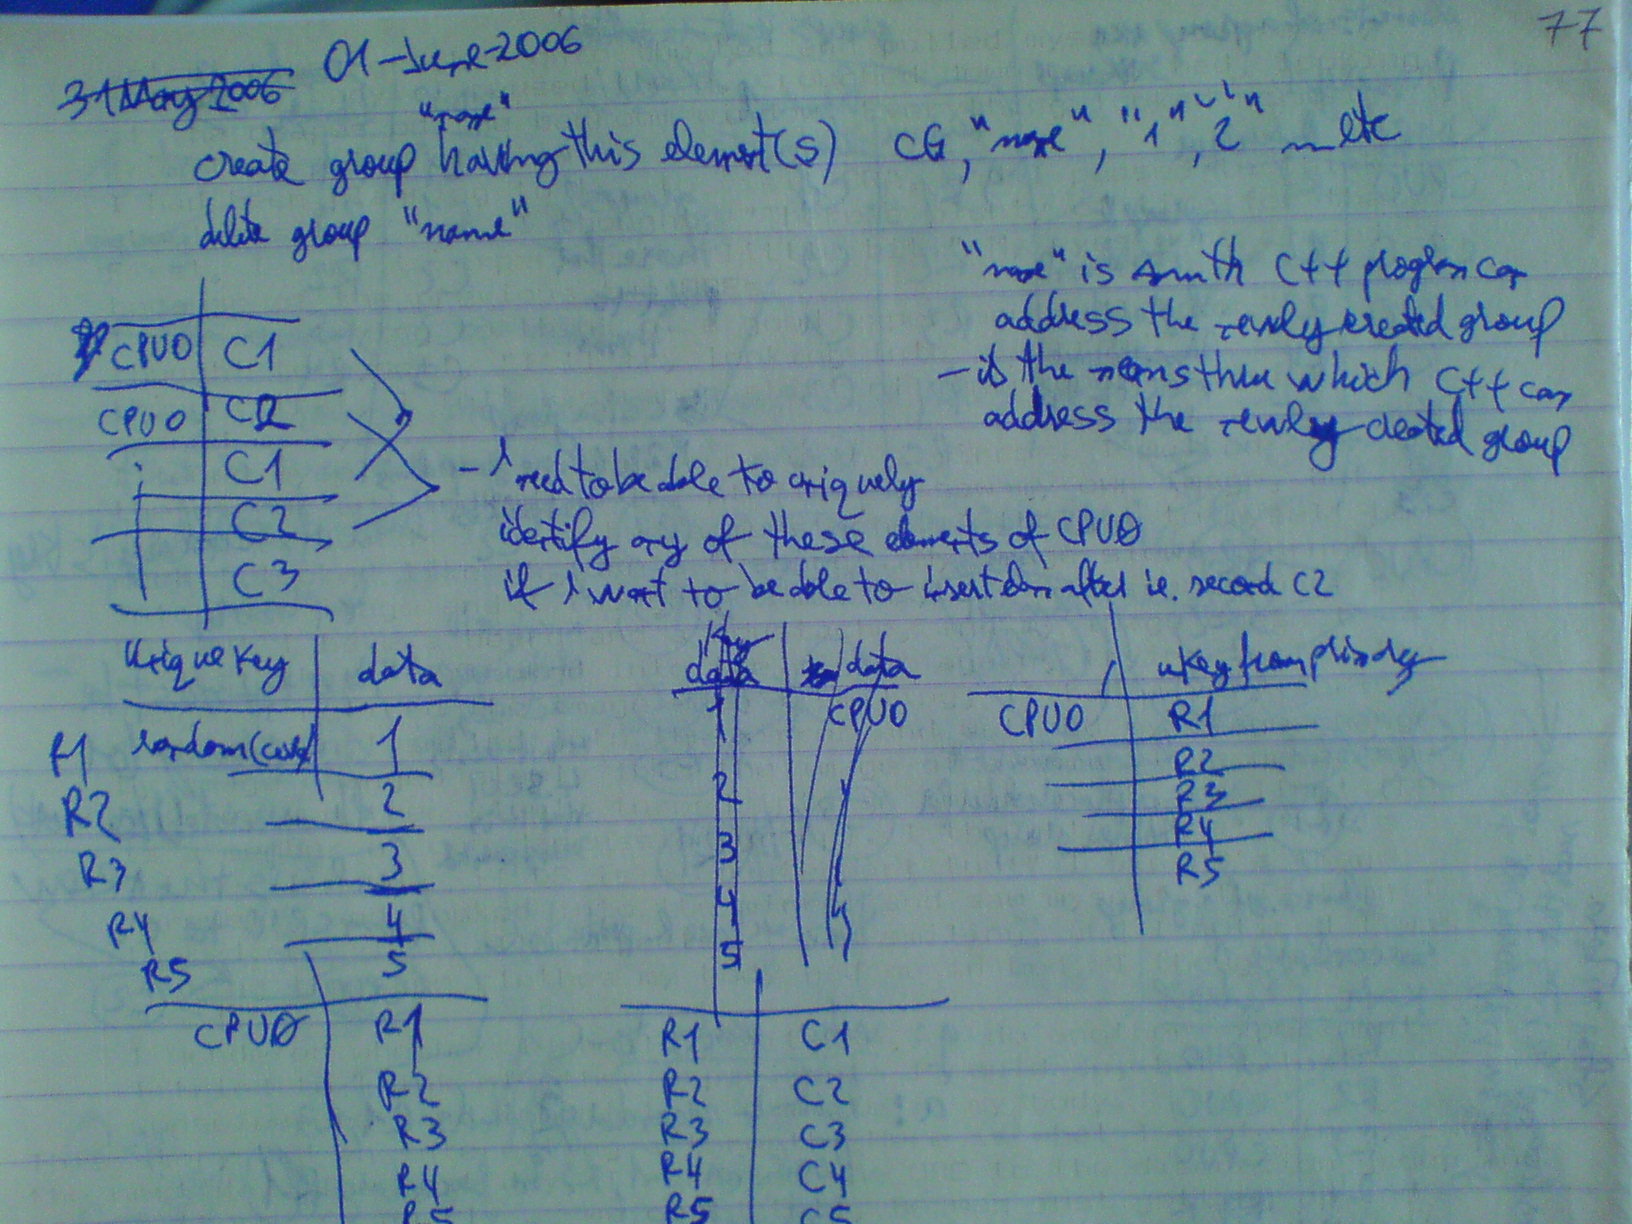 77
31 May 2006 01-June-2006
"name"
create group having this element(s) CG, "name", "1", "2" ... etc
delete group "name"
"name" is smth C++ program can
address the newly created group
- is the means thru which C++ can
address the newly created group
CPU0 C1
CPU0 C2
C1
C2
C3
- I need to be able to uniquely
identify any of these elements of CPU0
if I want to be able to insert after ie. second C2
Unique Key data
R1 random(cust 1
R2 2
R3 3
R4 4
R5 5
data data
1 CPU0
2
3
4
5
ukey from primary
CPU0 R1
R2
R3
R4
R5
CPU0 R1
R2
R3
R4
R5
R1 C1
R2 C2
R3 C3
R4 C4
R5 C5